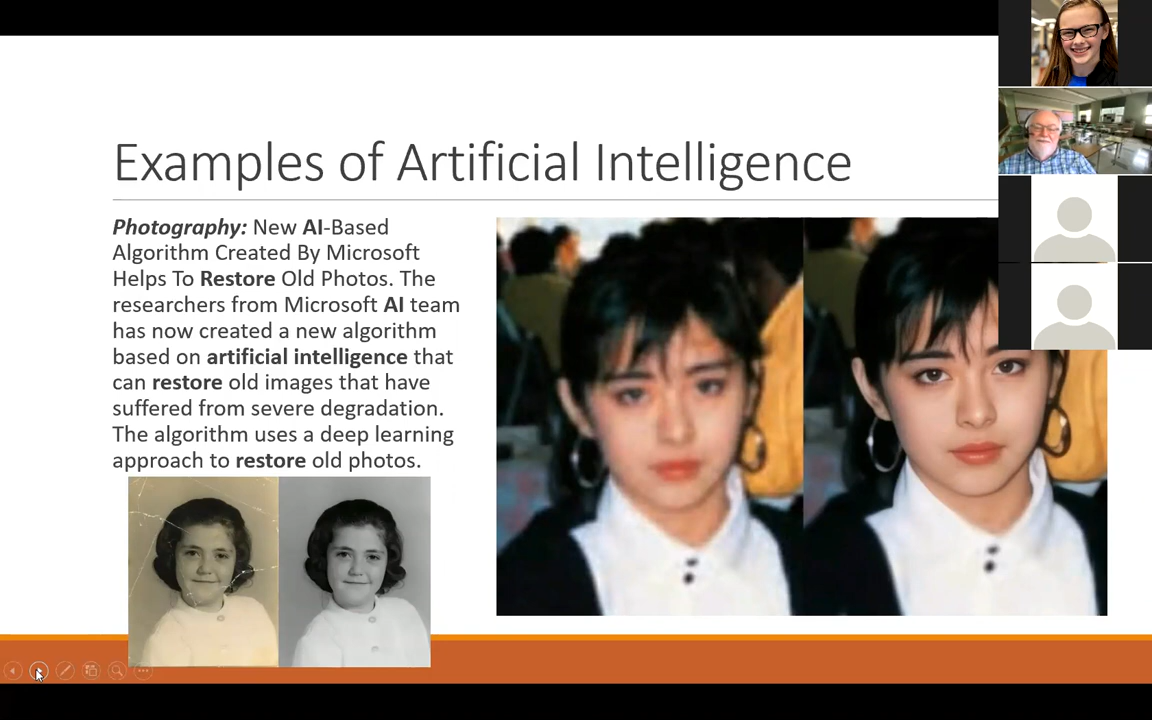 Examples of Artificial Intelligence
Photography: New AI-Based
Algorithm Created By Microsoft
Helps To Restore Old Photos. The
researchers from Microsoft AI team
has now created a new algorithm
based on artificial intelligence that
can restore old images that have
suffered from severe degradation.
The algorithm uses a deep learning
approach to restore old photos.